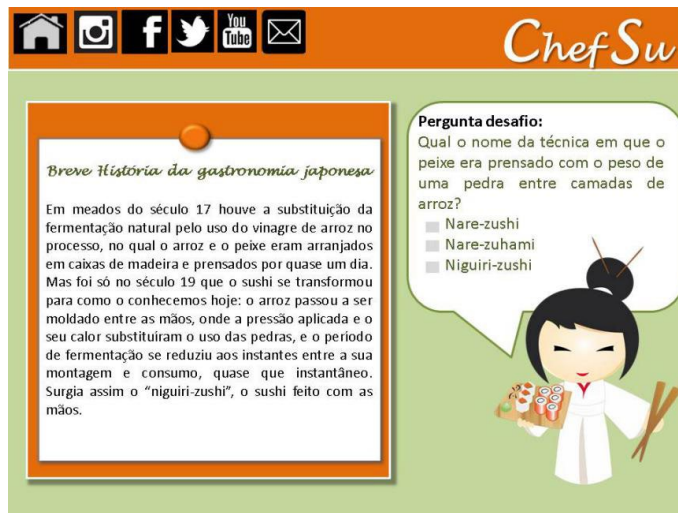 You
Tube
Chef Su
Breve História da gastronomia japonesa
Em meados do século 17 houve a substituição da
fermentação natural pelo uso do vinagre de arroz no
processo, no qual o arroz e o peixe eram arranjados
em caixas de madeira e prensados por quase um dia.
Mas foi só no século 19 que o sushi se transformou
para como o conhecemos hoje: o arroz passou a ser
moldado entre as mãos, onde a pressão aplicada e o
seu calor substituíram o uso das pedras, e o período
de fermentação se reduziu aos instantes entre a sua
montagem e consumo, quase que instantâneo.
Surgia assim o “niguiri-zushi”, o sushi feito com as
mãos.
Pergunta desafio:
Qual o nome da técnica em que o
peixe era prensado com o peso de
uma pedra entre camadas de
arroz?
Nare-zushi
Nare-zuhami
Niguiri-zushi